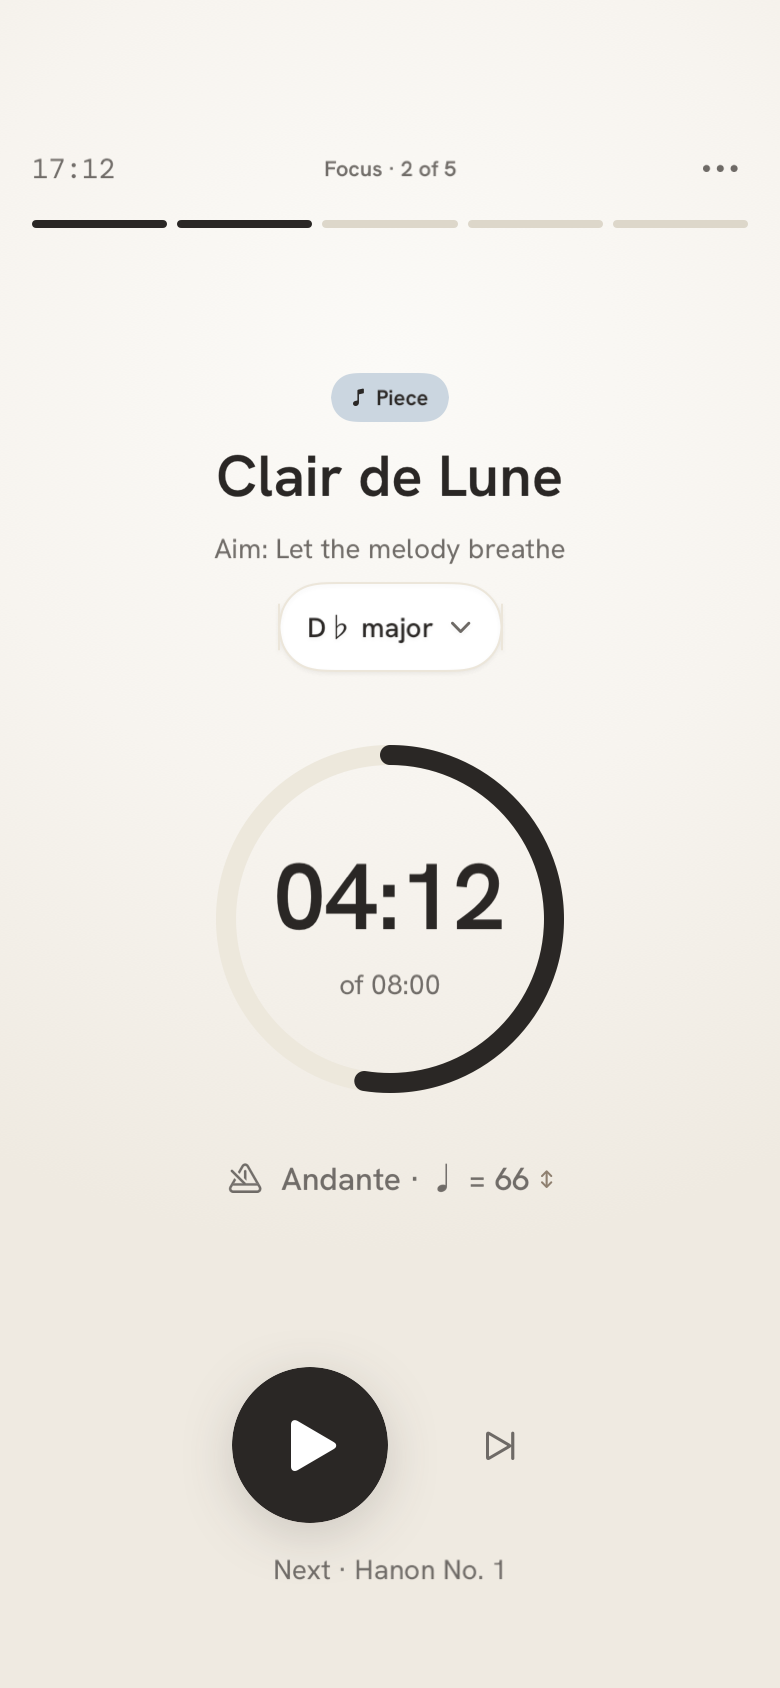 17:12 Focus · 2 of 5 •••
Piece
Clair de Lune
Aim: Let the melody breathe
D♭ major
04:12
of 08:00
Andante · ♩ = 66
Next · Hanon No. 1